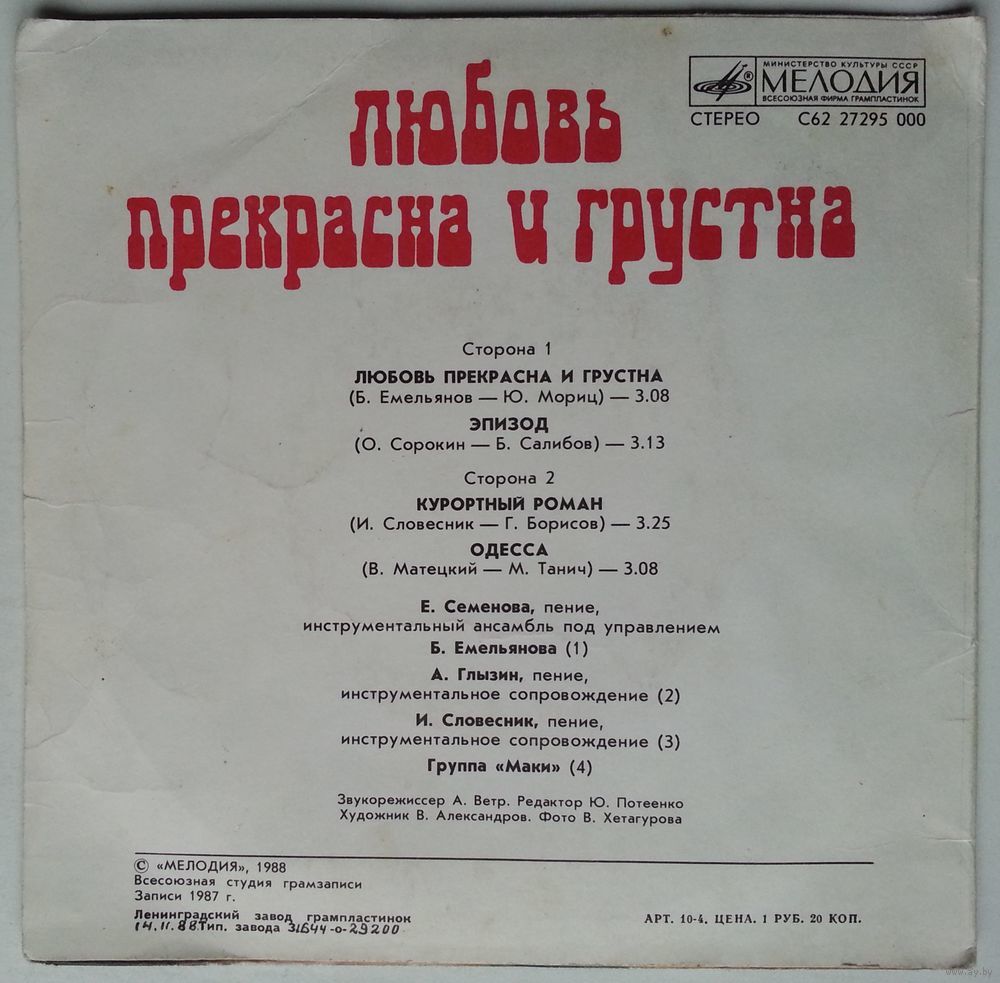 любовь
прекрасна и грустна
МИНИСТЕРСТВО КУЛЬТУРЫ СССР
МЕЛОДИЯ
ВСЕСОЮЗНАЯ ФИРМА ГРАМПЛАСТИНОК
СТЕРЕО С62 27295 000
Сторона 1
ЛЮБОВЬ ПРЕКРАСНА И ГРУСТНА
(Б. Емельянов — Ю. Мориц) — 3.08
ЭПИЗОД
(О. Сорокин — Б. Салибов) — 3.13
Сторона 2
КУРОРТНЫЙ РОМАН
(И. Словесник — Г. Борисов) — 3.25
ОДЕССА
(В. Матецкий — М. Танич) — 3.08
Е. Семенова, пение,
инструментальный ансамбль под управлением
Б. Емельянова (1)
А. Глызин, пение,
инструментальное сопровождение (2)
И. Словесник, пение,
инструментальное сопровождение (3)
Группа «Маки» (4)
Звукорежиссер А. Ветр. Редактор Ю. Потеенко
Художник В. Александров. Фото В. Хетагурова
© «МЕЛОДИЯ», 1988
Всесоюзная студия грамзаписи
Записи 1987 г.
Ленинградский завод грампластинок
14.11.88 Тип. завода 31644-о-29200
АРТ. 10-4. ЦЕНА. 1 РУБ. 20 КОП.
www.ay.by